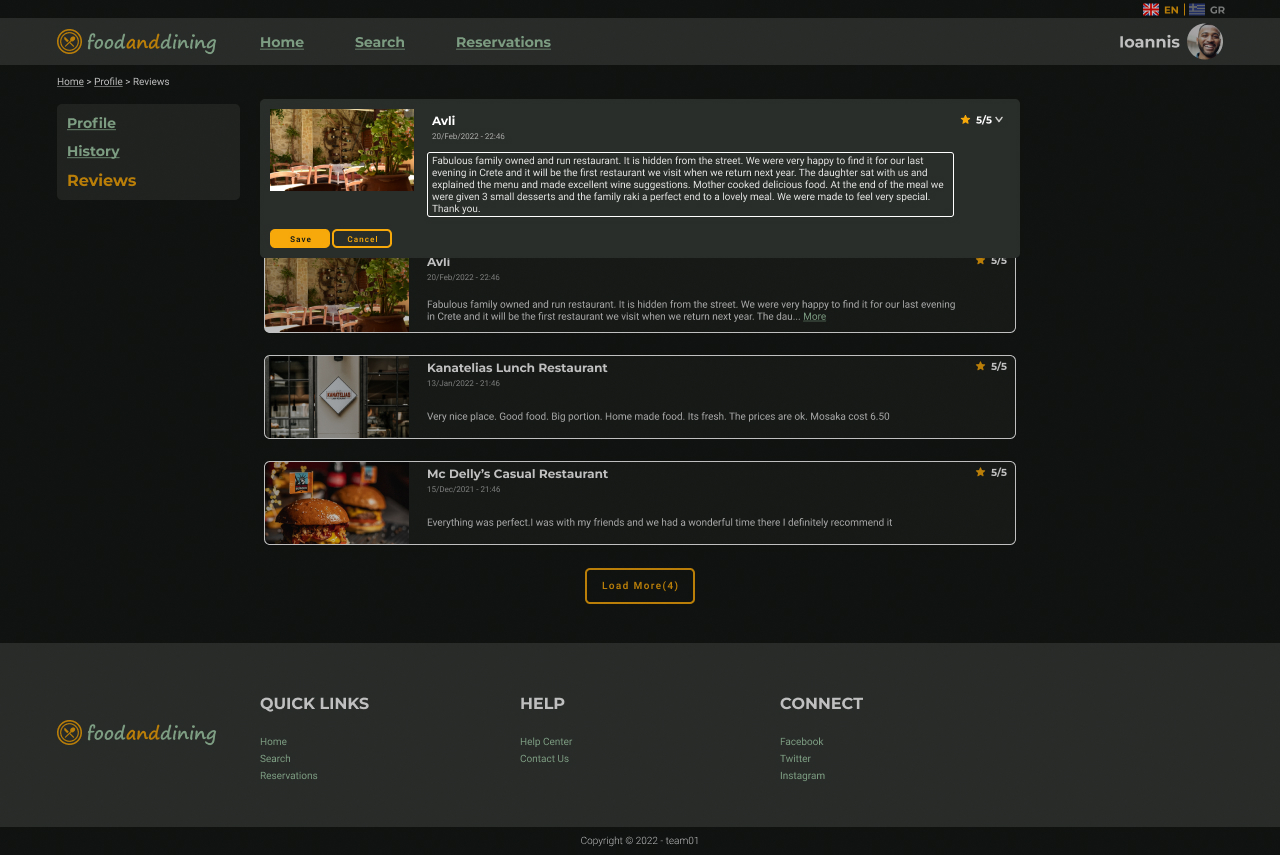 EN | GR
foodanddining
Home
Search
Reservations
Ioannis
Home > Profile > Reviews
Profile
History
Reviews
Avli
5/5
20/Feb/2022 - 22:46
Fabulous family owned and run restaurant. It is hidden from the street. We were very happy to find it for our last
evening in Crete and it will be the first restaurant we visit when we return next year. The daughter sat with us and
explained the menu and made excellent wine suggestions. Mother cooked delicious food. At the end of the meal we
were given 3 small desserts and the family raki a perfect end to a lovely meal. We were made to feel very special.
Thank you.
Save
Cancel
Avli
5/5
20/Feb/2022 - 22:46
Fabulous family owned and run restaurant. It is hidden from the street. We were very happy to find it for our last evening
in Crete and it will be the first restaurant we visit when we return next year. The dau... More
KANATELIAS
Kanatelias Lunch Restaurant
5/5
13/Jan/2022 - 21:46
Very nice place. Good food. Big portion. Home made food. Its fresh. The prices are ok. Mosaka cost 6.50
Mc Delly’s Casual Restaurant
5/5
15/Dec/2021 - 21:46
Everything was perfect.I was with my friends and we had a wonderful time there I definitely recommend it
Load More(4)
foodanddining
QUICK LINKS
Home
Search
Reservations
HELP
Help Center
Contact Us
CONNECT
Facebook
Twitter
Instagram
Copyright © 2022 - team01